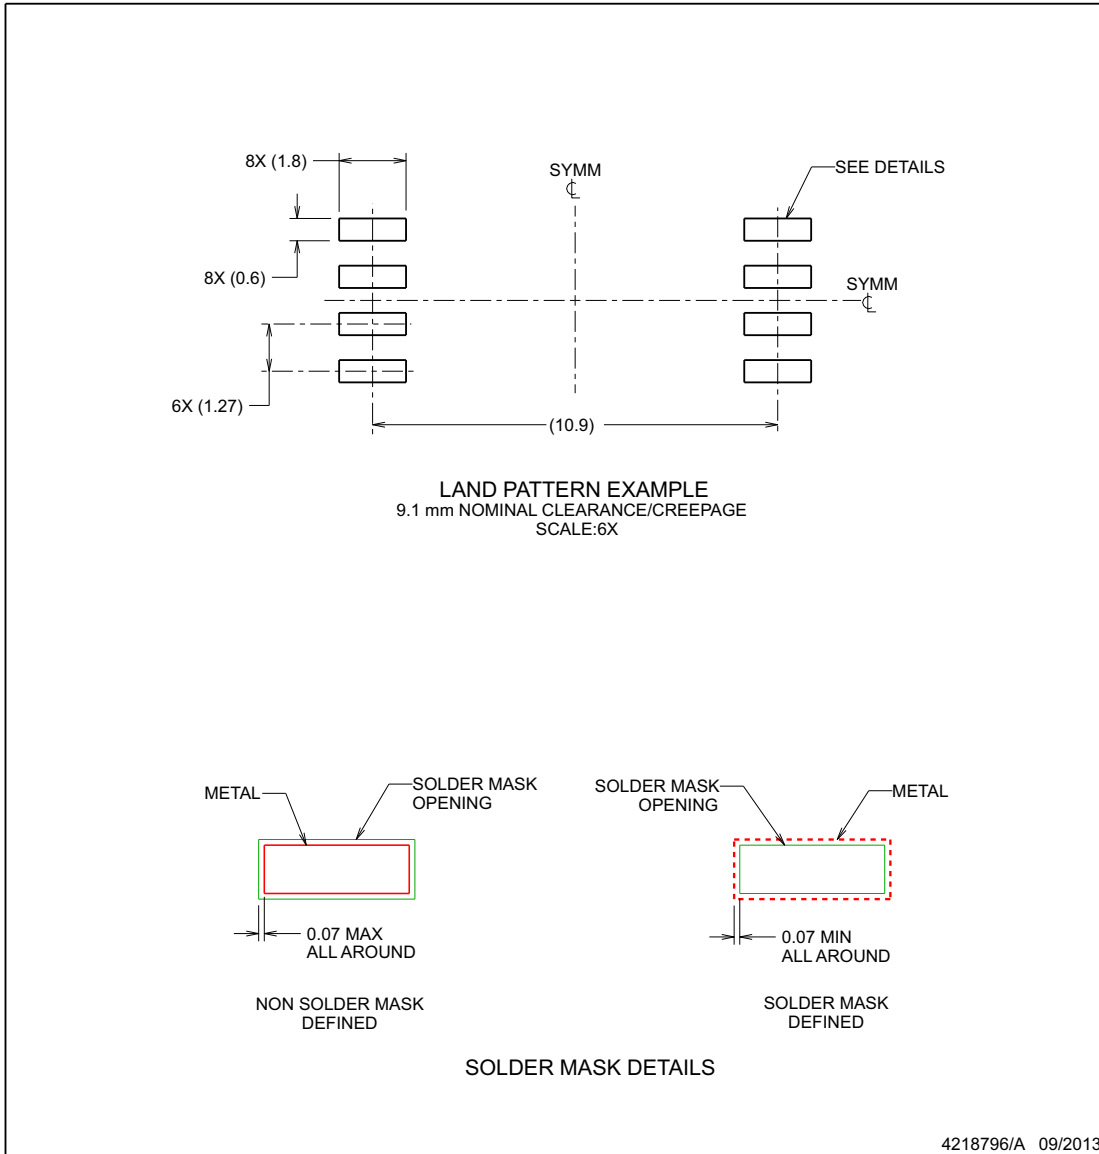 8X (1.8)
SYMM
SEE DETAILS
8X (0.6)
SYMM
6X (1.27)
(10.9)
LAND PATTERN EXAMPLE
9.1 mm NOMINAL CLEARANCE/CREEPAGE
SCALE:6X
METAL
SOLDER MASK
OPENING
SOLDER MASK
OPENING
METAL
0.07 MAX
ALL AROUND
0.07 MIN
ALL AROUND
NON SOLDER MASK
DEFINED
SOLDER MASK
DEFINED
SOLDER MASK DETAILS
4218796/A 09/2013